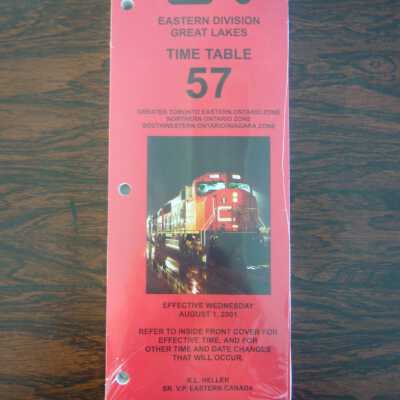 EASTERN DIVISION
GREAT LAKES
TIME TABLE
57
GREATER TORONTO EASTERN ONTARIO ZONE
NORTHERN ONTARIO ZONE
SOUTHWESTERN ONTARIO/NIAGARA ZONE
EFFECTIVE WEDNESDAY
AUGUST 1, 2001
REFER TO INSIDE FRONT COVER FOR
EFFECTIVE TIME, AND FOR
OTHER TIME AND DATE CHANGES
THAT WILL OCCUR.
K.L. HELLER
SR. V.P. EASTERN CANADA